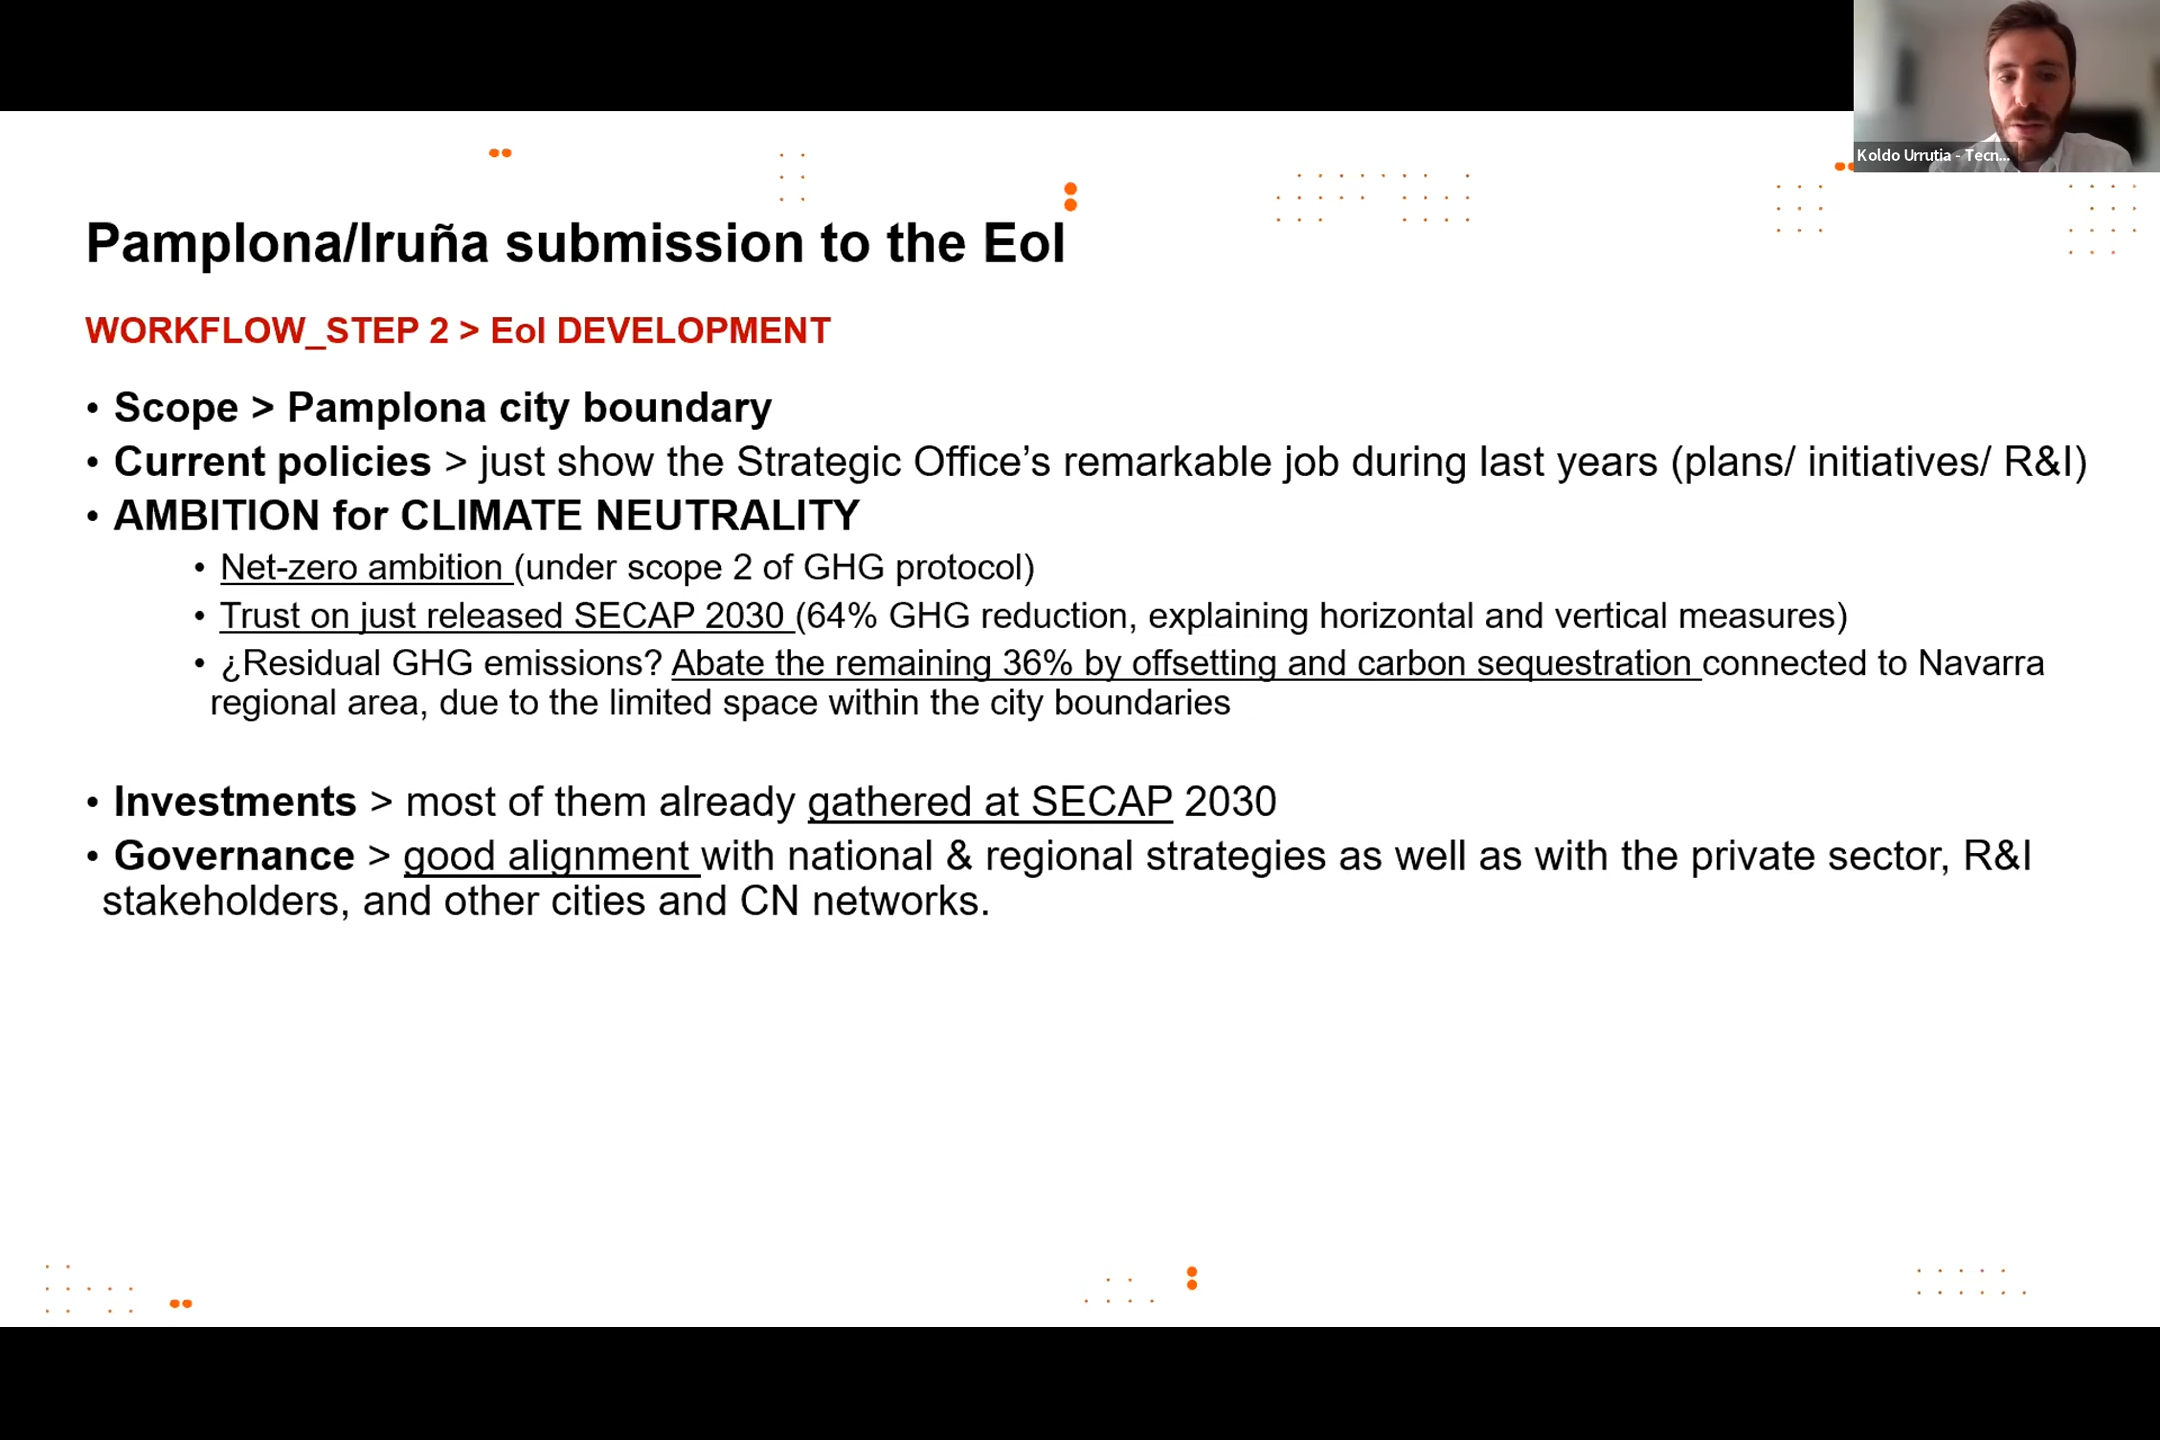 Koldo Urrutia - Tecn...
Pamplona/Iruña submission to the EoI
WORKFLOW_STEP 2 > EoI DEVELOPMENT
• Scope > Pamplona city boundary
• Current policies > just show the Strategic Office’s remarkable job during last years (plans/ initiatives/ R&I)
• AMBITION for CLIMATE NEUTRALITY
• Net-zero ambition (under scope 2 of GHG protocol)
• Trust on just released SECAP 2030 (64% GHG reduction, explaining horizontal and vertical measures)
• ¿Residual GHG emissions? Abate the remaining 36% by offsetting and carbon sequestration connected to Navarra
regional area, due to the limited space within the city boundaries
• Investments > most of them already gathered at SECAP 2030
• Governance > good alignment with national & regional strategies as well as with the private sector, R&I
stakeholders, and other cities and CN networks.